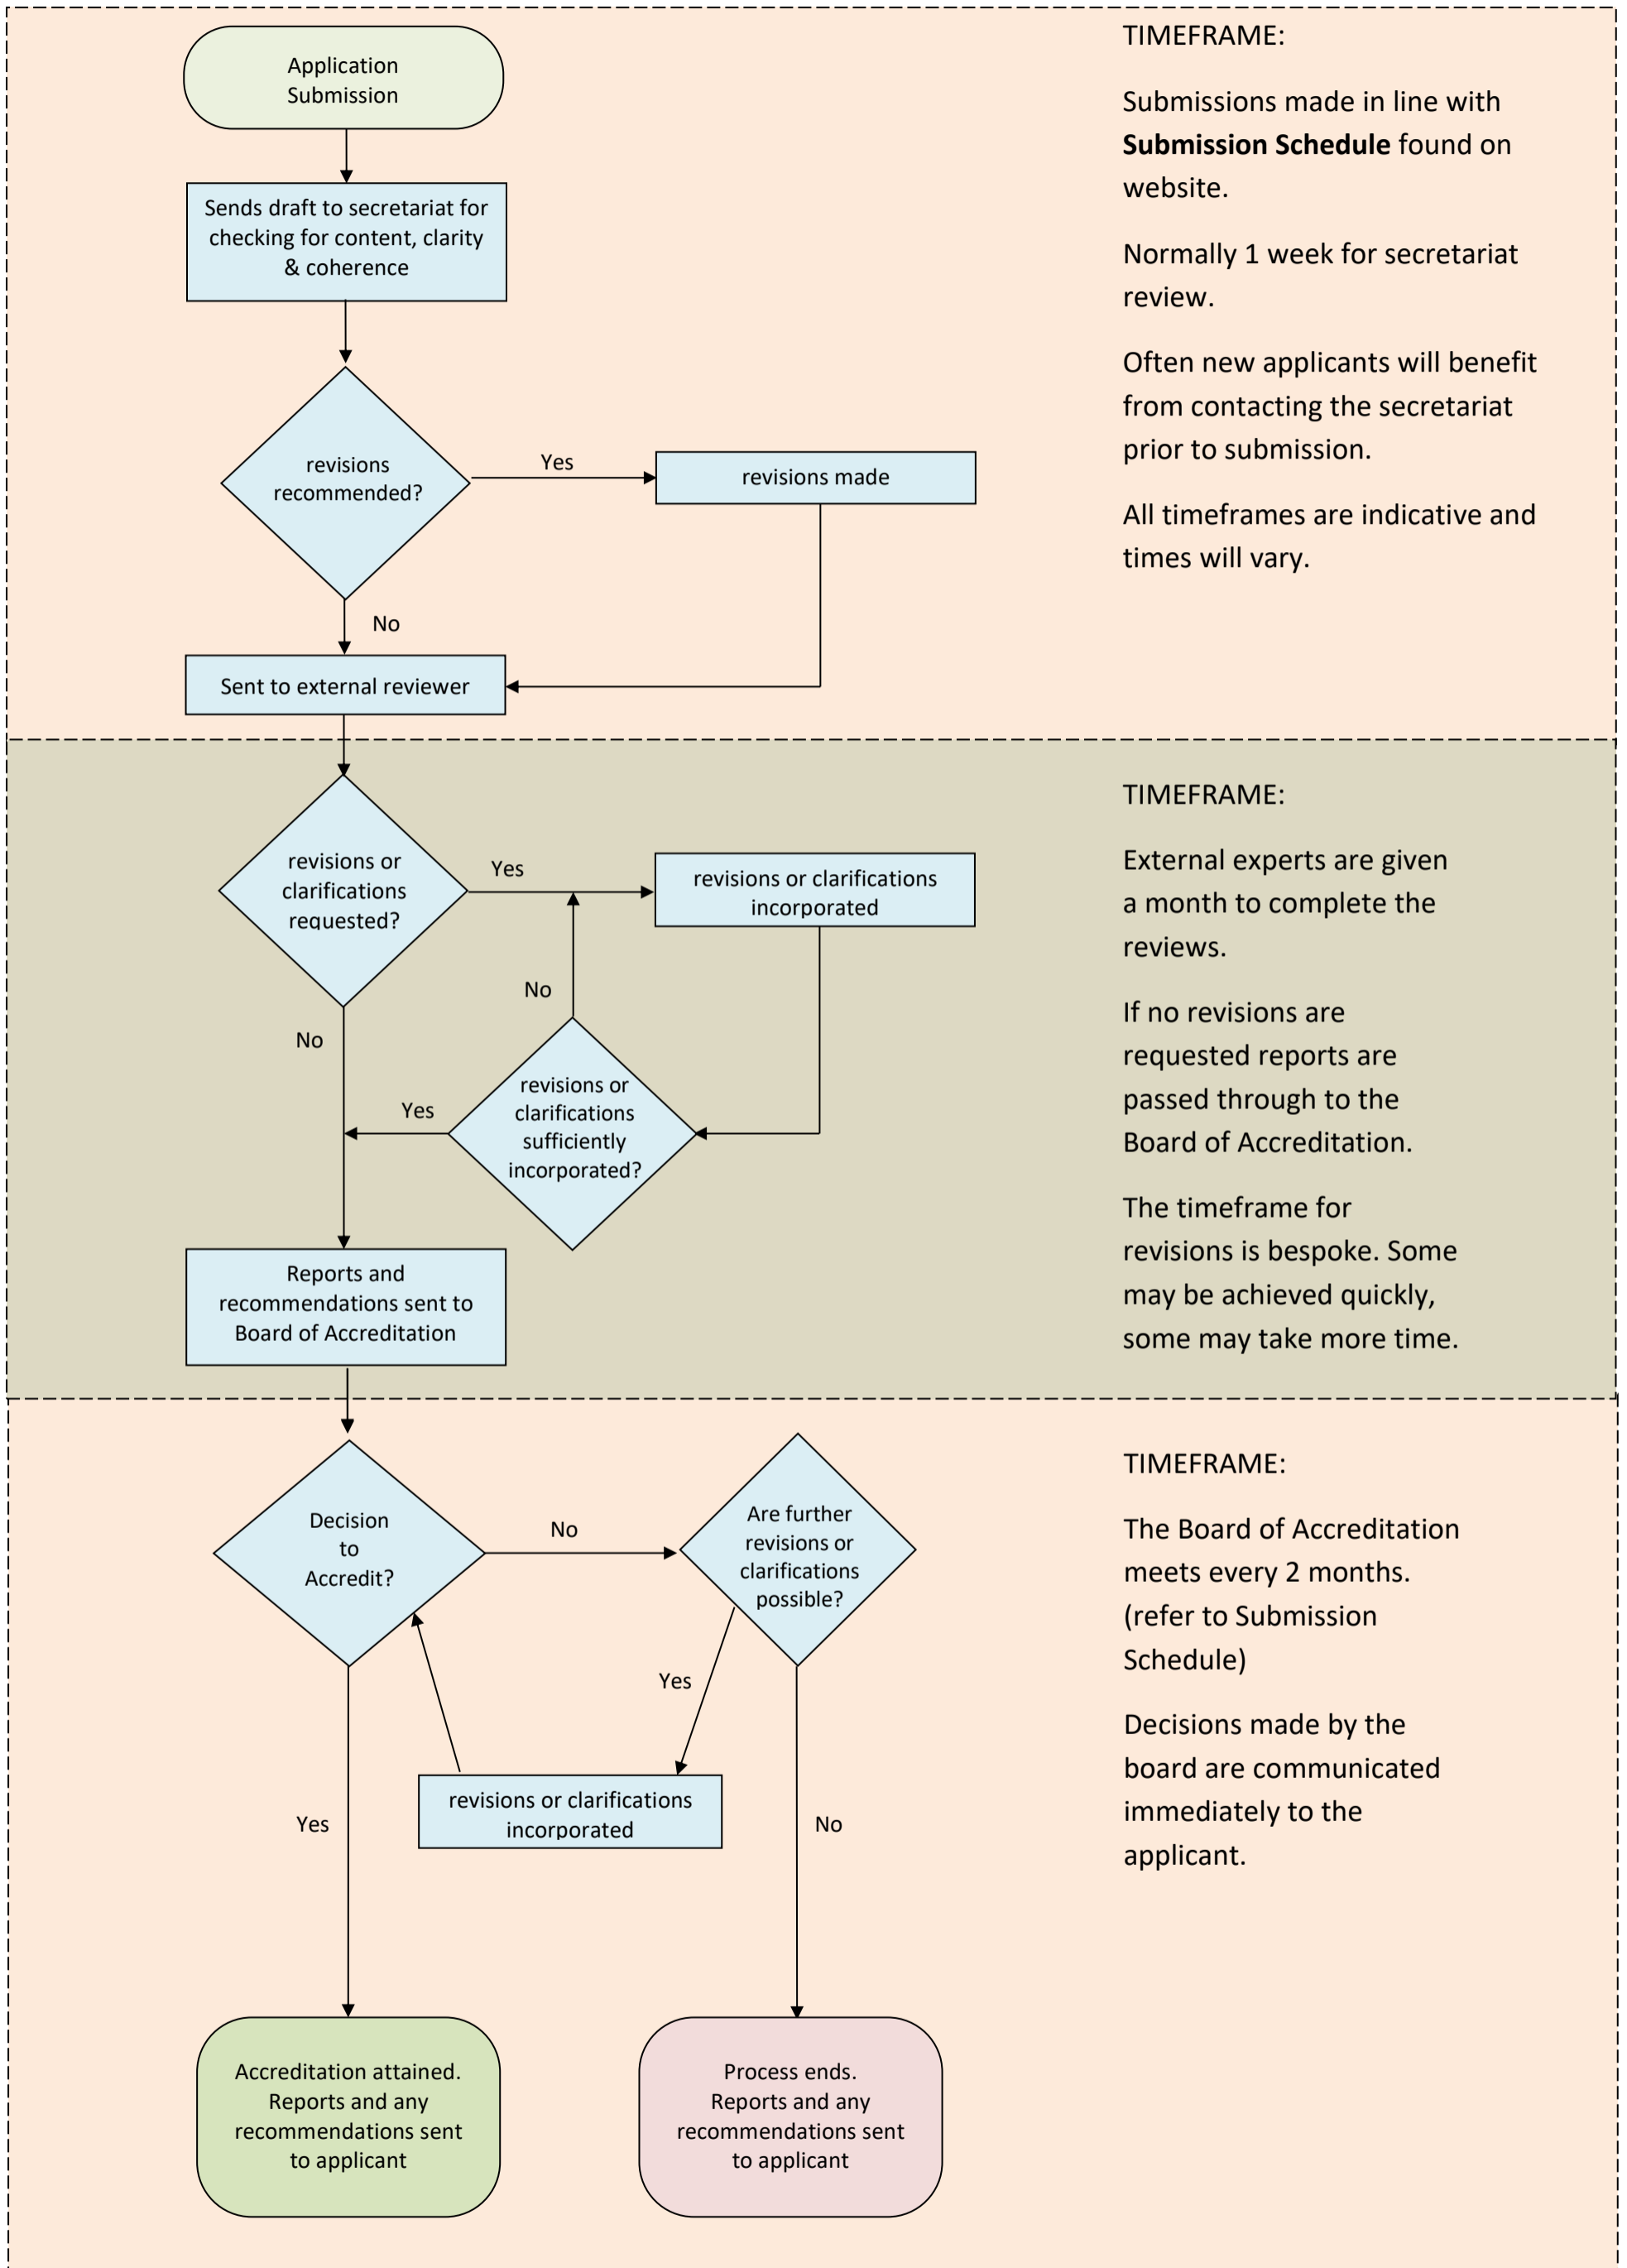 Application
Submission
Sends draft to secretariat for
checking for content, clarity
& coherence
revisions
recommended?
Yes
revisions made
No
Sent to external reviewer
TIMEFRAME:
Submissions made in line with
Submission Schedule found on
website.
Normally 1 week for secretariat
review.
Often new applicants will benefit
from contacting the secretariat
prior to submission.
All timeframes are indicative and
times will vary.
revisions or
clarifications
requested?
Yes
revisions or clarifications
incorporated
No
No
revisions or
clarifications
sufficiently
incorporated?
Yes
Reports and
recommendations sent to
Board of Accreditation
TIMEFRAME:
External experts are given
a month to complete the
reviews.
If no revisions are
requested reports are
passed through to the
Board of Accreditation.
The timeframe for
revisions is bespoke. Some
may be achieved quickly,
some may take more time.
Decision
to
Accredit?
No
Are further
revisions or
clarifications
possible?
Yes
revisions or clarifications
incorporated
Yes
No
Accreditation attained.
Reports and any
recommendations sent
to applicant
Process ends.
Reports and any
recommendations sent
to applicant
TIMEFRAME:
The Board of Accreditation
meets every 2 months.
(refer to Submission
Schedule)
Decisions made by the
board are communicated
immediately to the
applicant.